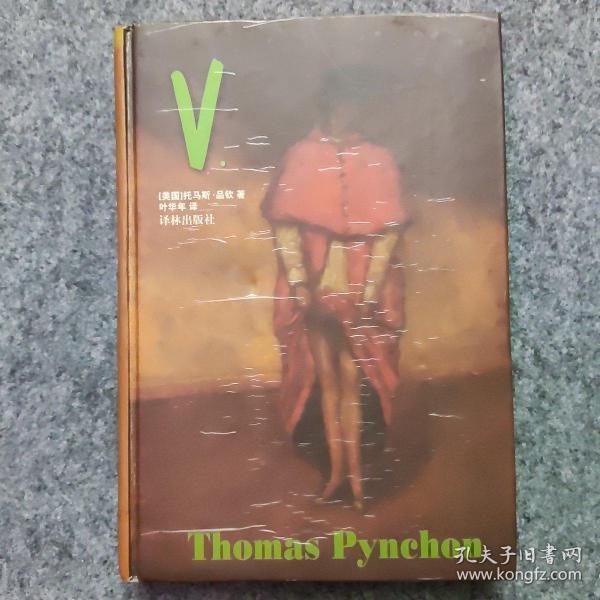 V.
[美国]托马斯·品钦 著
叶华年 译
译林出版社
Thomas Pynchon
孔夫子旧书网
www.kongfz.com